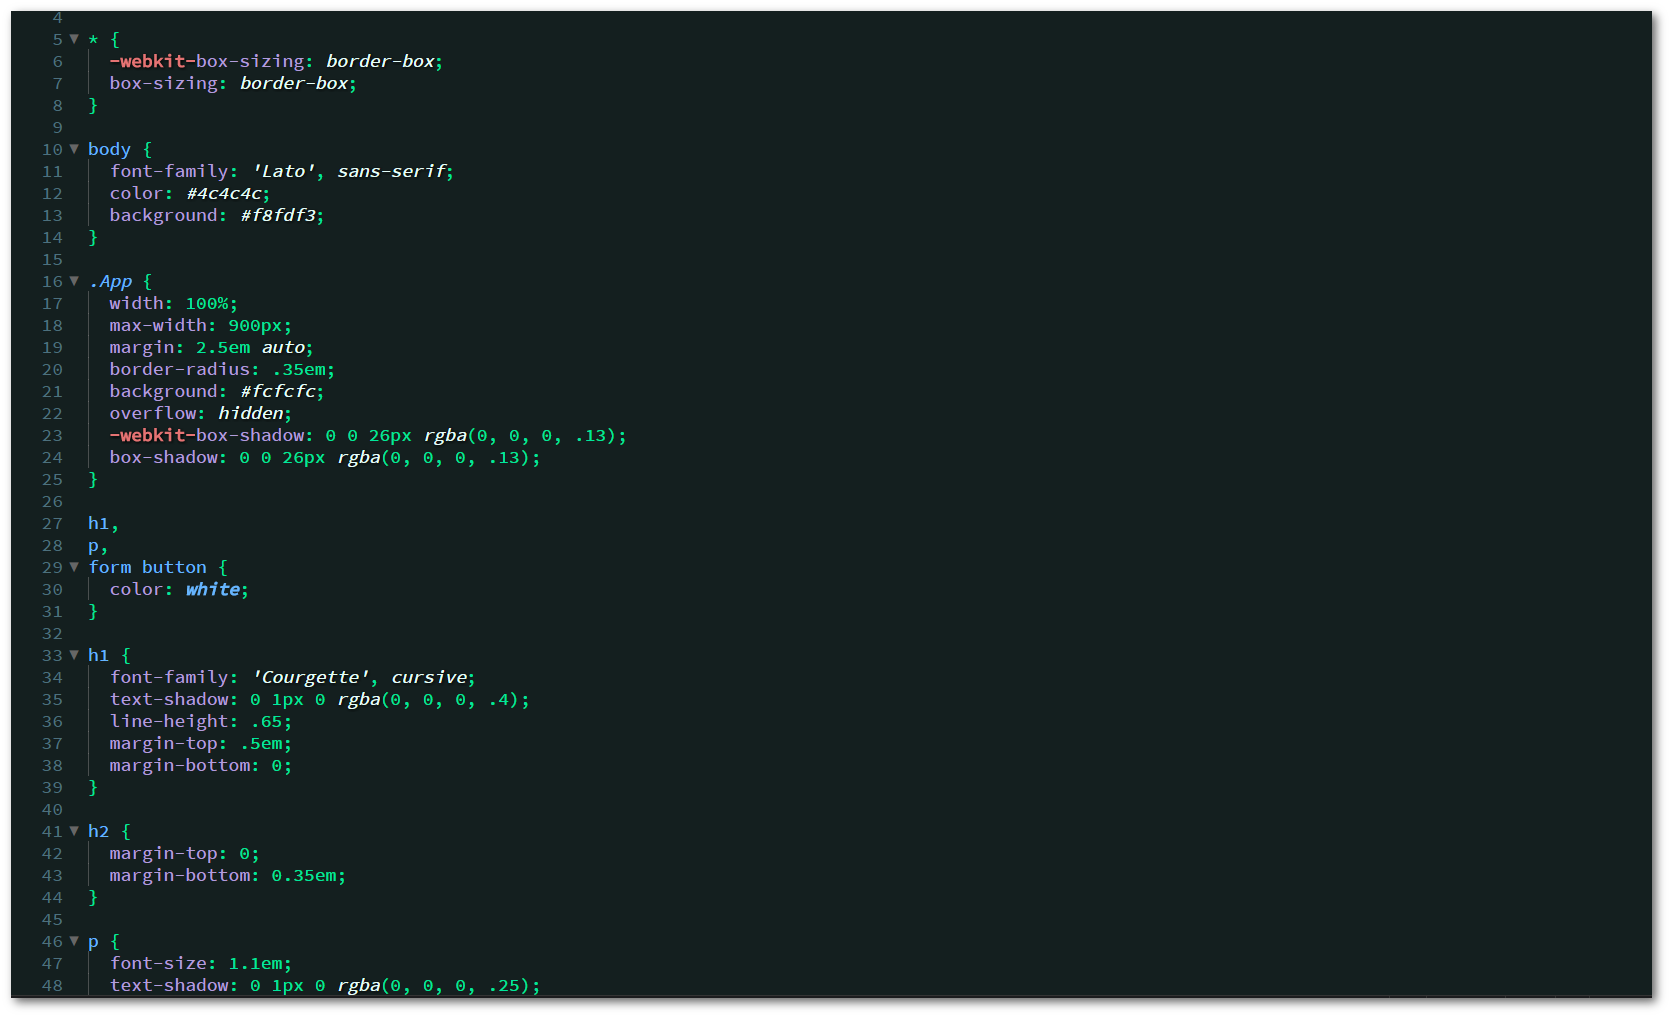 4
5 * {
6   -webkit-box-sizing: border-box;
7   box-sizing: border-box;
8 }
9
10 body {
11   font-family: 'Lato', sans-serif;
12   color: #4c4c4c;
13   background: #f8fdf3;
14 }
15
16 .App {
17   width: 100%;
18   max-width: 900px;
19   margin: 2.5em auto;
20   border-radius: .35em;
21   background: #fcfcfc;
22   overflow: hidden;
23   -webkit-box-shadow: 0 0 26px rgba(0, 0, 0, .13);
24   box-shadow: 0 0 26px rgba(0, 0, 0, .13);
25 }
26
27 h1,
28 p,
29 form button {
30   color: white;
31 }
32
33 h1 {
34   font-family: 'Courgette', cursive;
35   text-shadow: 0 1px 0 rgba(0, 0, 0, .4);
36   line-height: .65;
37   margin-top: .5em;
38   margin-bottom: 0;
39 }
40
41 h2 {
42   margin-top: 0;
43   margin-bottom: 0.35em;
44 }
45
46 p {
47   font-size: 1.1em;
48   text-shadow: 0 1px 0 rgba(0, 0, 0, .25);